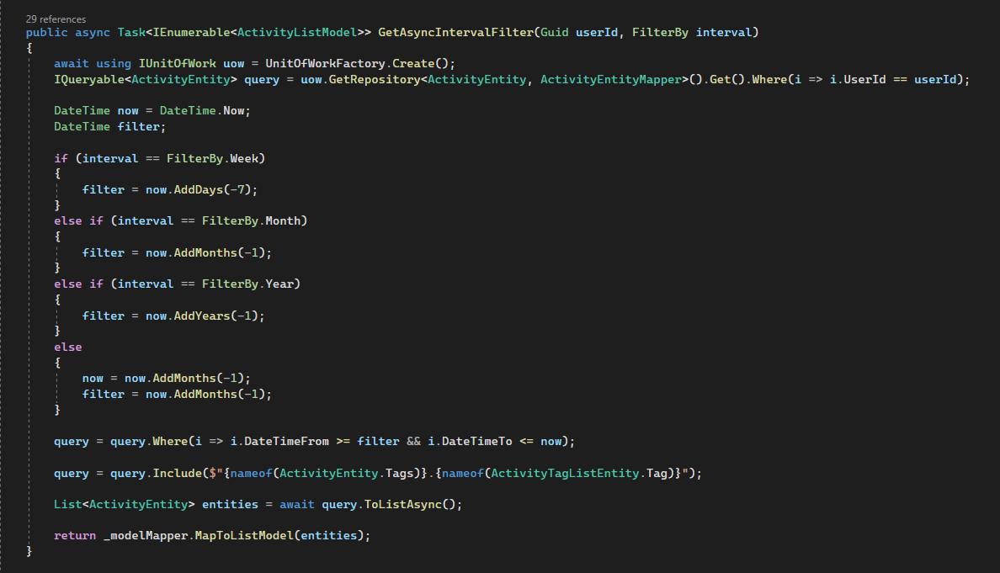 29 references
public async Task<IEnumerable<ActivityListModel>> GetAsyncIntervalFilter(Guid userId, FilterBy interval)
{
    await using IUnitOfWork uow = UnitOfWorkFactory.Create();
    IQueryable<ActivityEntity> query = uow.GetRepository<ActivityEntity, ActivityEntityMapper>().Get().Where(i => i.UserId == userId);

    DateTime now = DateTime.Now;
    DateTime filter;

    if (interval == FilterBy.Week)
    {
        filter = now.AddDays(-7);
    }
    else if (interval == FilterBy.Month)
    {
        filter = now.AddMonths(-1);
    }
    else if (interval == FilterBy.Year)
    {
        filter = now.AddYears(-1);
    }
    else
    {
        now = now.AddMonths(-1);
        filter = now.AddMonths(-1);
    }

    query = query.Where(i => i.DateTimeFrom >= filter && i.DateTimeTo <= now);

    query = query.Include($"{nameof(ActivityEntity.Tags)}.{nameof(ActivityTagListEntity.Tag)}");

    List<ActivityEntity> entities = await query.ToListAsync();

    return _modelMapper.MapToListModel(entities);
}